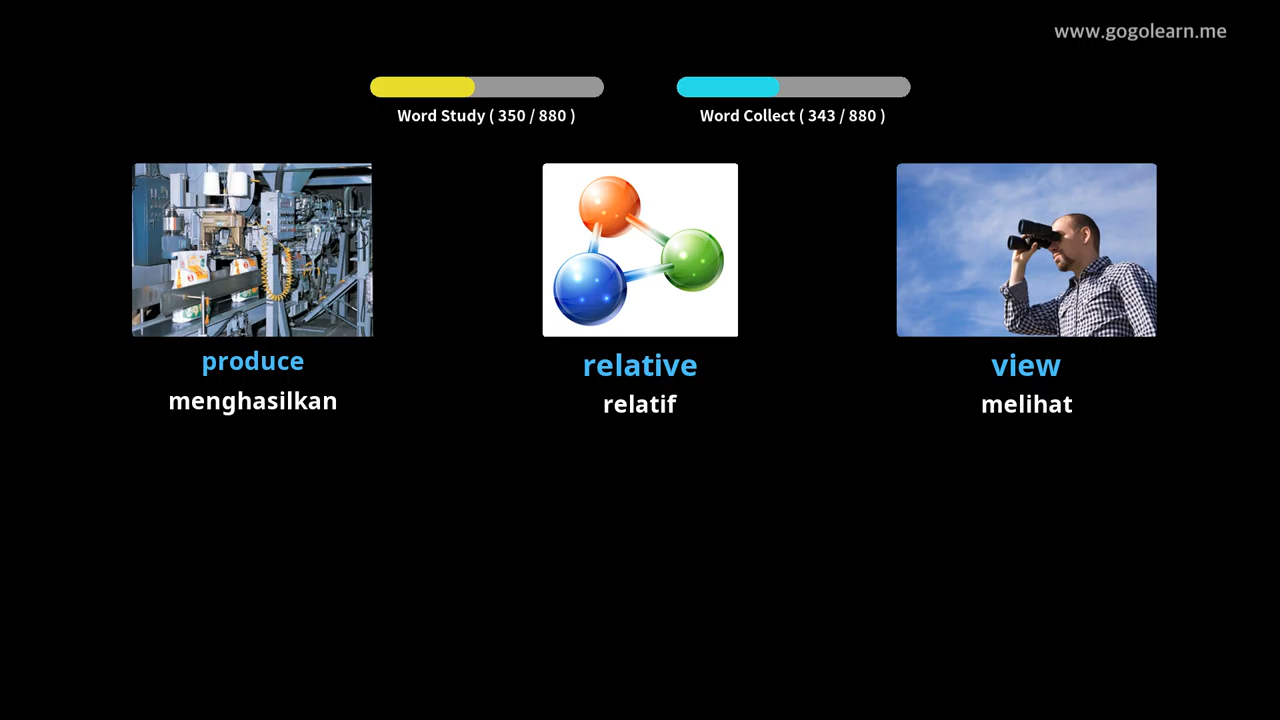 www.gogolearn.me
Word Study ( 350 / 880 )
Word Collect ( 343 / 880 )
produce
menghasilkan
relative
relatif
view
melihat